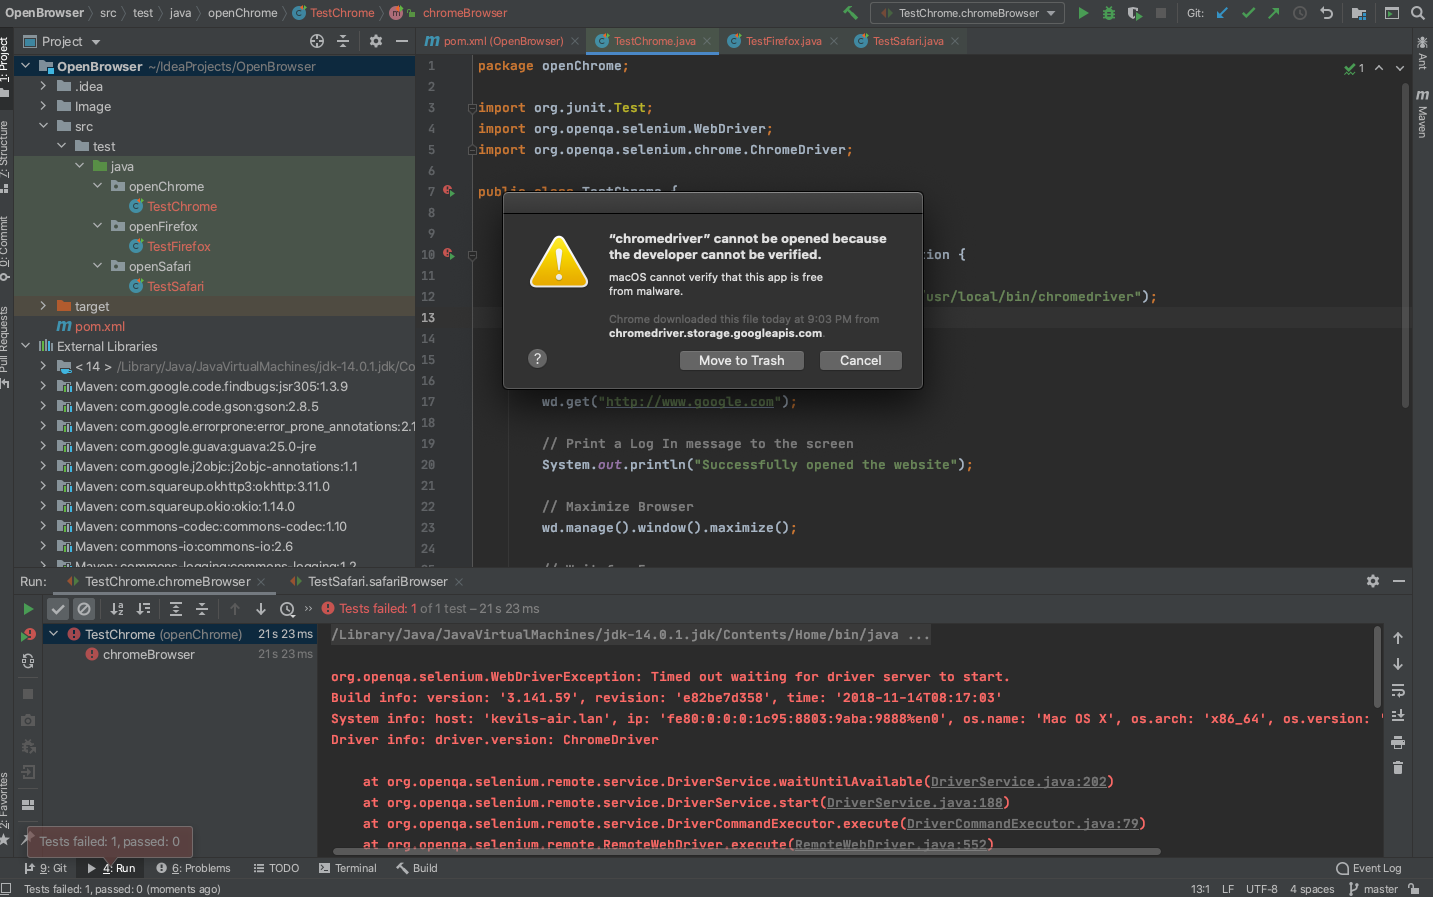 OpenBrowser src test java openChrome TestChrome chromeBrowser
TestChrome.chromeBrowser
Git:
1: Project
Z: Structure
0: Commit
Pull Requests
2: Favorites
Project
OpenBrowser ~/IdeaProjects/OpenBrowser
.idea
Image
src
test
java
openChrome
TestChrome
openFirefox
TestFirefox
openSafari
TestSafari
target
pom.xml
External Libraries
< 14 > /Library/Java/JavaVirtualMachines/jdk-14.0.1.jdk/Co
Maven: com.google.code.findbugs:jsr305:1.3.9
Maven: com.google.code.gson:gson:2.8.5
Maven: com.google.errorprone:error_prone_annotations:2.1
Maven: com.google.guava:guava:25.0-jre
Maven: com.google.j2objc:j2objc-annotations:1.1
Maven: com.squareup.okhttp3:okhttp:3.11.0
Maven: com.squareup.okio:okio:1.14.0
Maven: commons-codec:commons-codec:1.10
Maven: commons-io:commons-io:2.6
Maven: commons-logging:commons-logging:1.2
pom.xml (OpenBrowser) TestChrome.java TestFirefox.java TestSafari.java
1
Ant
Maven
1 package openChrome;
2
3 import org.junit.Test;
4 import org.openqa.selenium.WebDriver;
5 import org.openqa.selenium.chrome.ChromeDriver;
6
7 public class TestChrome {
8
9
10 tion {
11
12 /usr/local/bin/chromedriver");
13
14
15
16
17 wd.get("http://www.google.com");
18
19 // Print a Log In message to the screen
20 System.out.println("Successfully opened the website");
21
22 // Maximize Browser
23 wd.manage().window().maximize();
24
“chromedriver” cannot be opened because
the developer cannot be verified.
macOS cannot verify that this app is free
from malware.
Chrome downloaded this file today at 9:03 PM from
chromedriver.storage.googleapis.com.
?
Move to Trash Cancel
Run: TestChrome.chromeBrowser TestSafari.safariBrowser
Tests failed: 1 of 1 test – 21 s 23 ms
TestChrome (openChrome) 21 s 23 ms
chromeBrowser 21 s 23 ms
/Library/Java/JavaVirtualMachines/jdk-14.0.1.jdk/Contents/Home/bin/java ...
org.openqa.selenium.WebDriverException: Timed out waiting for driver server to start.
Build info: version: '3.141.59', revision: 'e82be7d358', time: '2018-11-14T08:17:03'
System info: host: 'kevils-air.lan', ip: 'fe80:0:0:0:1c95:8803:9aba:9888%en0', os.name: 'Mac OS X', os.arch: 'x86_64', os.version: '
Driver info: driver.version: ChromeDriver
at org.openqa.selenium.remote.service.DriverService.waitUntilAvailable(DriverService.java:202)
at org.openqa.selenium.remote.service.DriverService.start(DriverService.java:188)
at org.openqa.selenium.remote.service.DriverCommandExecutor.execute(DriverCommandExecutor.java:79)
at org.openqa.selenium.remote.RemoteWebDriver.execute(RemoteWebDriver.java:552)
Tests failed: 1, passed: 0
9: Git 4: Run 6: Problems TODO Terminal Build Event Log
Tests failed: 1, passed: 0 (moments ago) 13:1 LF UTF-8 4 spaces master